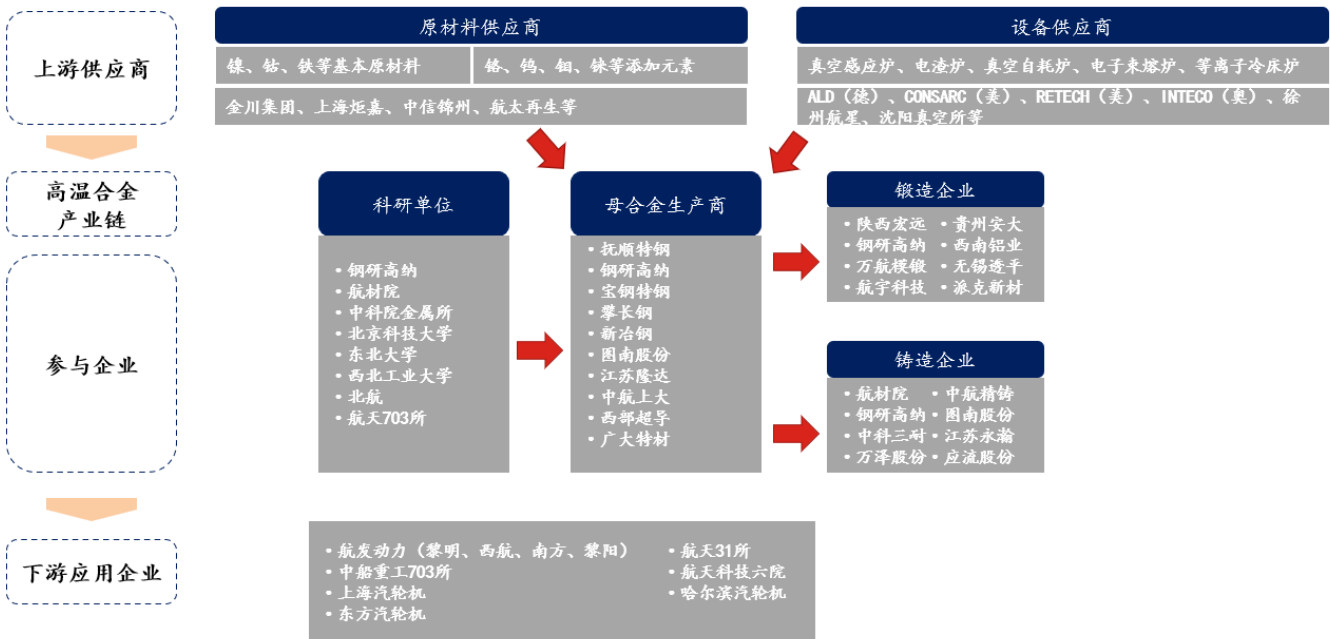 上游供应商
原材料供应商
设备供应商
镍、钴、铁等基本原材料
铬、钨、钼、铼等添加元素
金川集团、上海炬嘉、中信锦州、航太再生等
真空感应炉、电渣炉、真空自耗炉、电子束熔炉、等离子冷床炉
ALD（德）、CONSARC（美）、RETECH（美）、INTECO（奥）、徐
州航星、沈阳真空所等
高温合金
产业链
参与企业
科研单位
• 钢研高纳
• 航材院
• 中科院金属所
• 北京科技大学
• 东北大学
• 西北工业大学
• 北航
• 航天703所
母合金生产商
• 抚顺特钢
• 钢研高纳
• 宝钢特钢
• 攀长钢
• 新冶钢
• 图南股份
• 江苏隆达
• 中航上大
• 西部超导
• 广大特材
锻造企业
• 陕西宏远 • 贵州安大
• 钢研高纳 • 西南铝业
• 万航模锻 • 无锡透平
• 航宇科技 • 派克新材
铸造企业
• 航材院 • 中航精铸
• 钢研高纳 • 图南股份
• 中科三耐 • 江苏永瀚
• 万泽股份 • 应流股份
下游应用企业
• 航发动力（黎明、西航、南方、黎阳）
• 中船重工703所
• 上海汽轮机
• 东方汽轮机
• 航天31所
• 航天科技六院
• 哈尔滨汽轮机